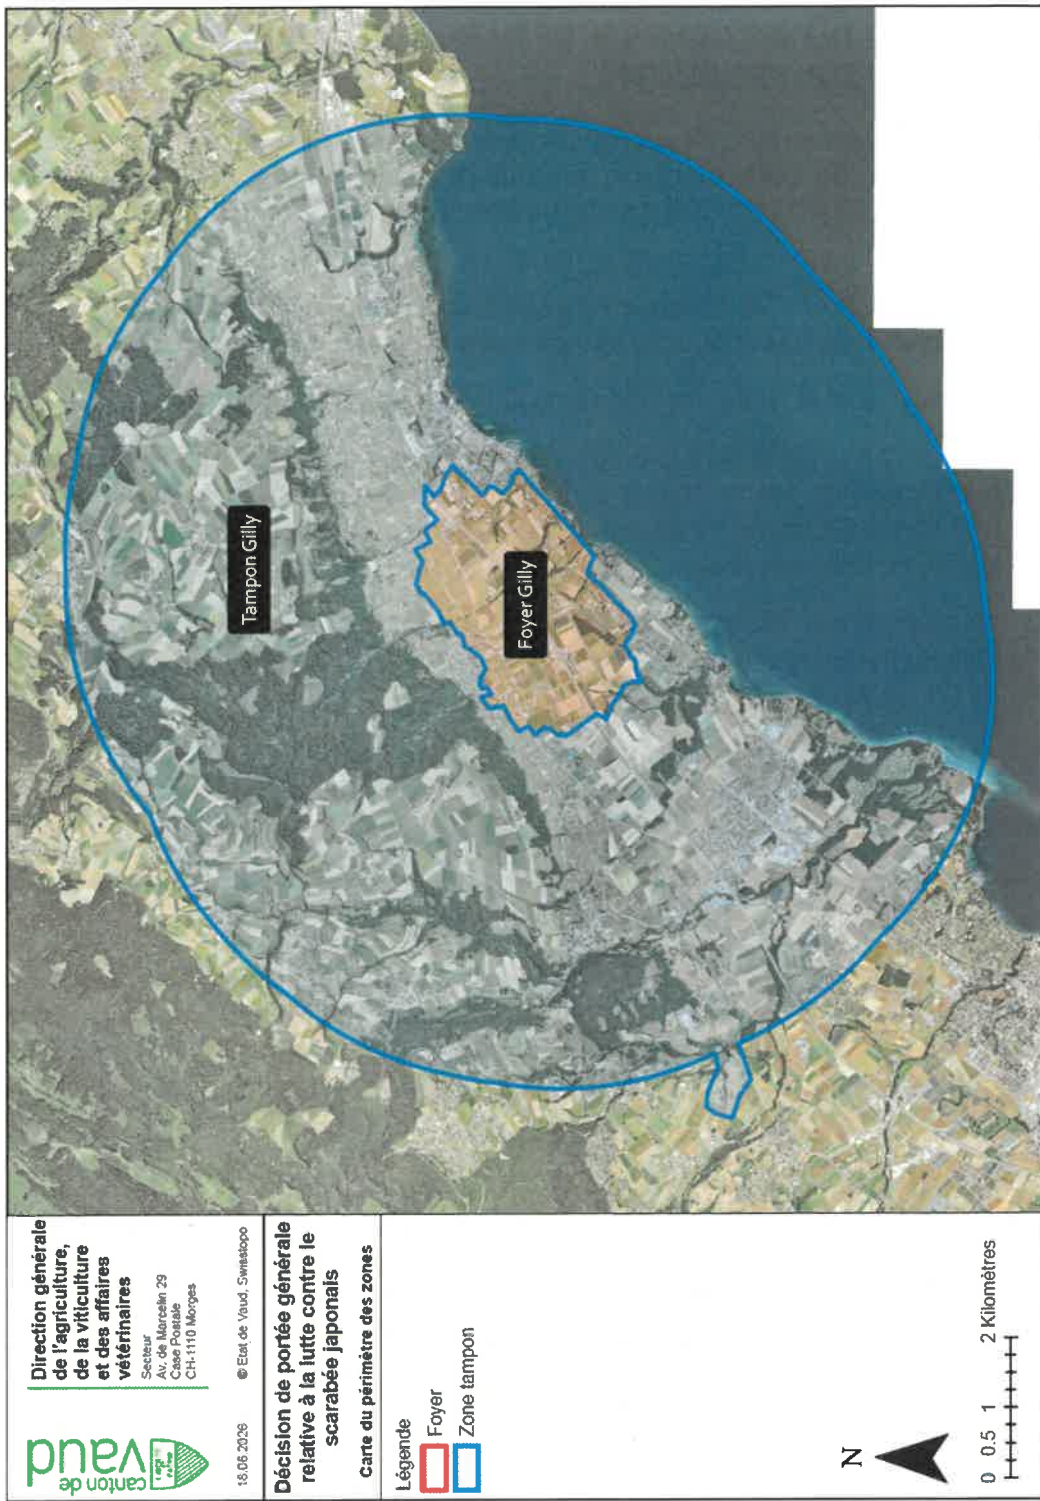 canton de
vaud
LIBERTÉ
ET
PATRIE
Direction générale
de l'agriculture,
de la viticulture
et des affaires
vétérinaires
Secteur
Av. de Marcelin 29
Case Postale
CH-1110 Morges
18.06.2026
© Etat de Vaud, Swisstopo
Décision de portée générale
relative à la lutte contre le
scarabée japonais
Carte du périmètre des zones
Légende
Foyer
Zone tampon
N
0 0.5 1 2 Kilomètres
Tampon Gilly
Foyer Gilly